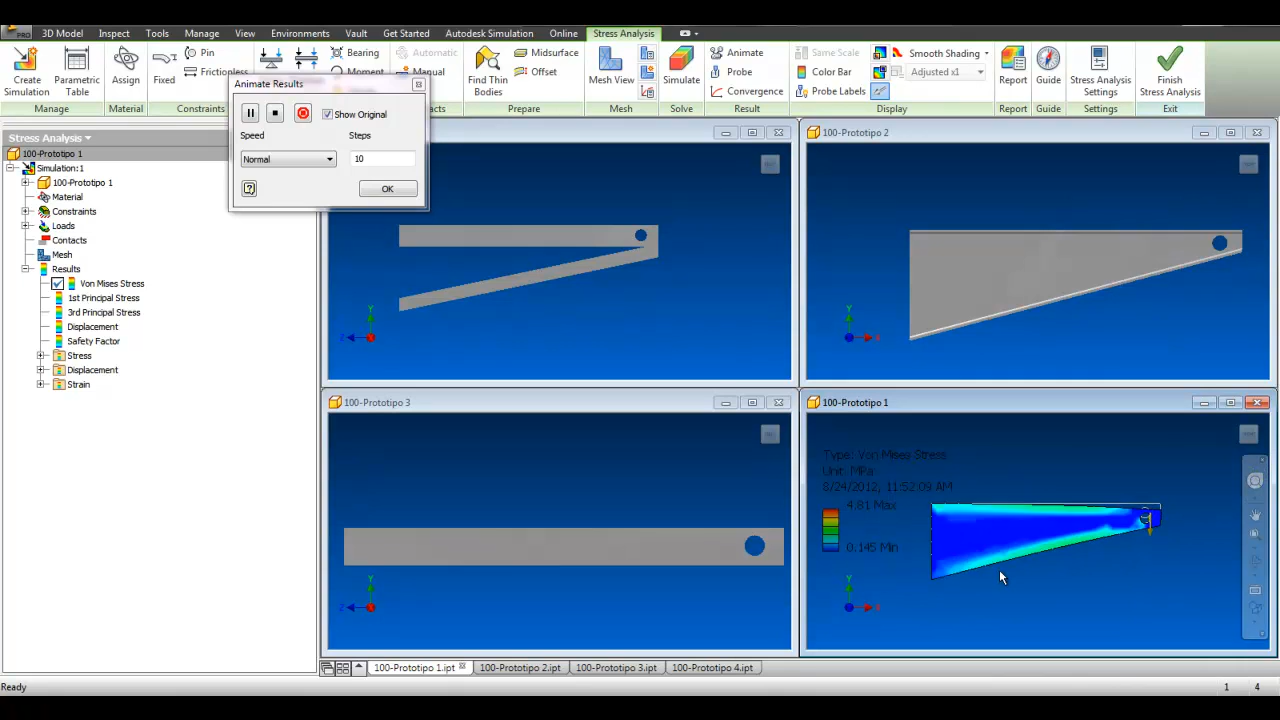 PRO
3D Model Inspect Tools Manage View Environments Vault Get Started Autodesk Simulation Online Stress Analysis
Create Simulation
Parametric Table
Manage
Assign
Material
Fixed
Pin
Frictionless
Constraints
Bearing
Moment
Automatic
Manual
Find Thin Bodies
Midsurface
Offset
Prepare
Mesh View
Mesh
Simulate
Solve
Animate
Probe
Convergence
Result
Same Scale
Color Bar
Probe Labels
Smooth Shading
Adjusted x1
Display
Report
Report
Guide
Guide
Stress Analysis Settings
Settings
Finish Stress Analysis
Exit
Animate Results
Show Original
Speed Steps
Normal 10
OK
Stress Analysis
100-Prototipo 1
Simulation:1
100-Prototipo 1
Material
Constraints
Loads
Contacts
Mesh
Results
Von Mises Stress
1st Principal Stress
3rd Principal Stress
Displacement
Safety Factor
Stress
Displacement
Strain
Y
Z
100-Prototipo 2
Y
X
100-Prototipo 3
Y
Z
100-Prototipo 1
Type: Von Mises Stress
Unit: MPa
8/24/2012, 11:52:09 AM
4.81 Max
0.145 Min
Y
X
100-Prototipo 1.ipt 100-Prototipo 2.ipt 100-Prototipo 3.ipt 100-Prototipo 4.ipt
Ready 1 4